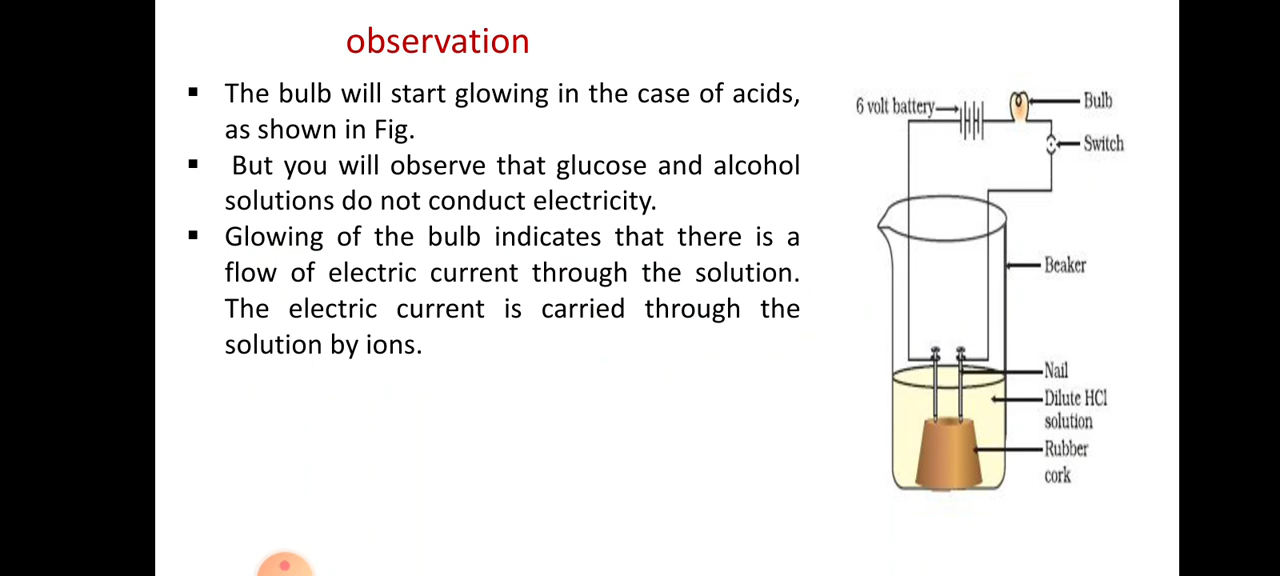 observation
▪ The bulb will start glowing in the case of acids,
as shown in Fig.
▪ But you will observe that glucose and alcohol
solutions do not conduct electricity.
▪ Glowing of the bulb indicates that there is a
flow of electric current through the solution.
The electric current is carried through the
solution by ions.
6 volt battery
Bulb
Switch
Beaker
Nail
Dilute HCl
solution
Rubber
cork